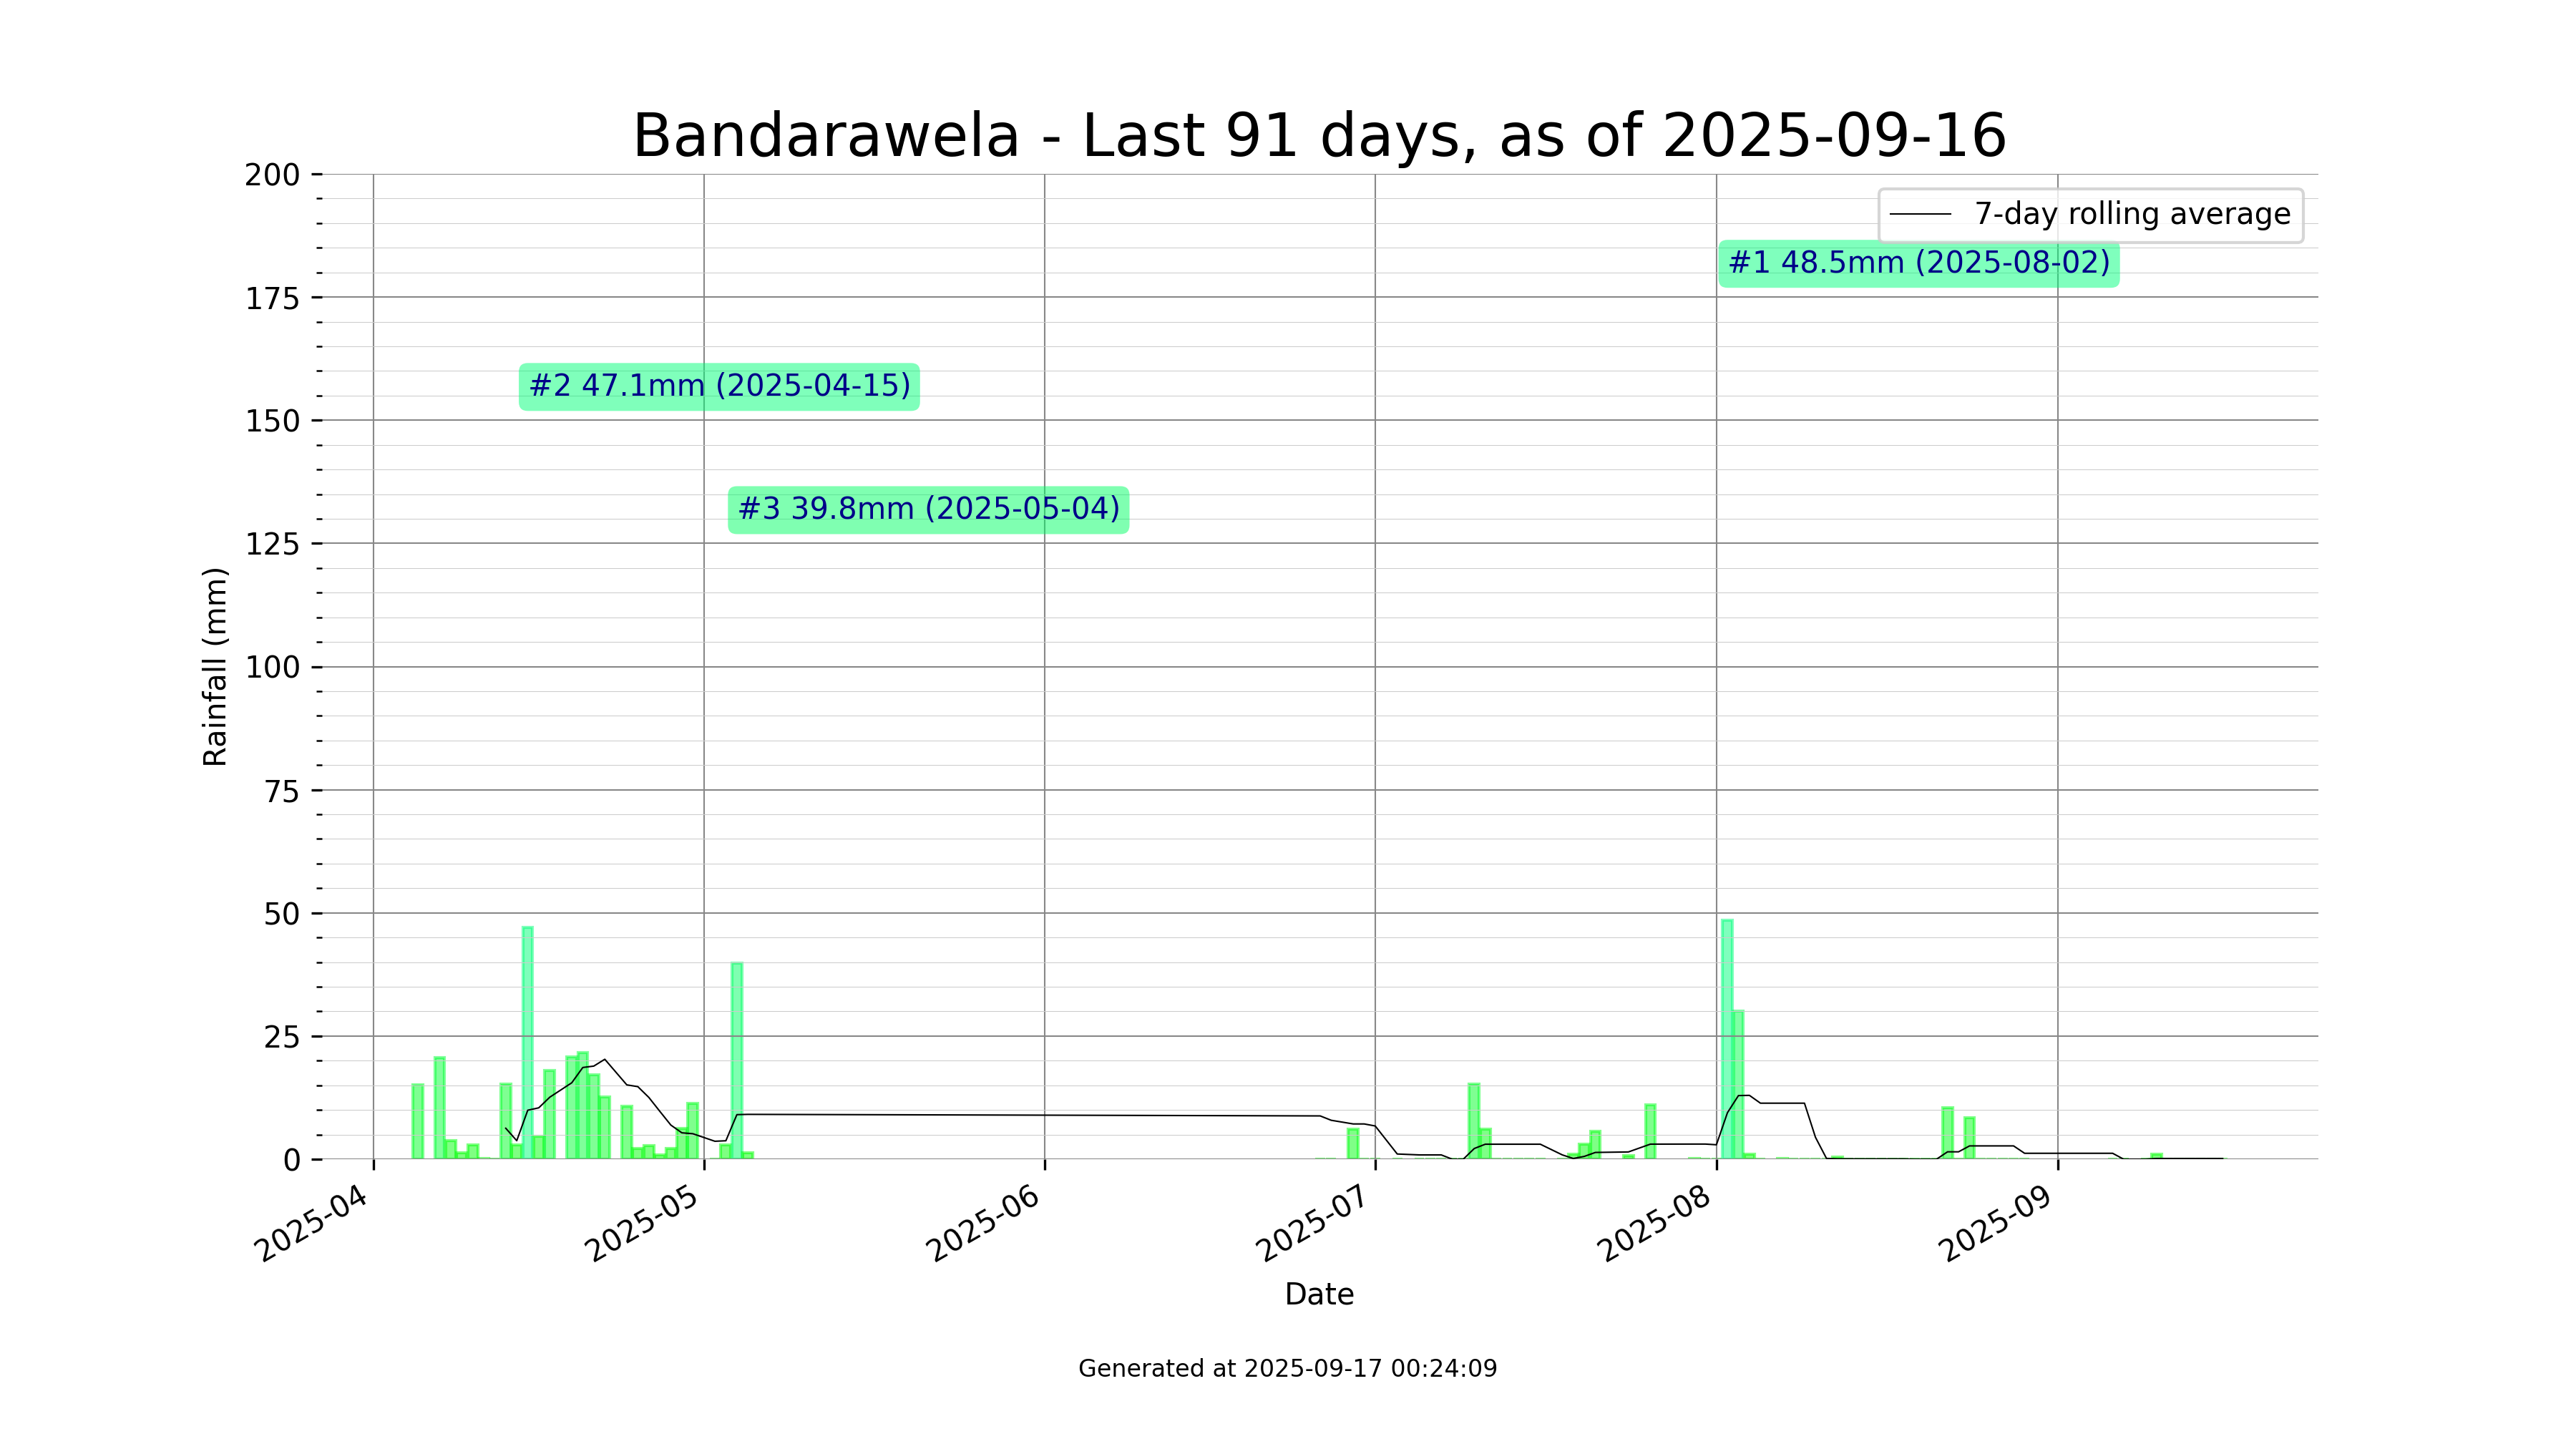 Bandarawela - Last 91 days, as of 2025-09-16
200
175
150
125
100
75
50
25
0
Rainfall (mm)
7-day rolling average
#1 48.5mm (2025-08-02)
#2 47.1mm (2025-04-15)
#3 39.8mm (2025-05-04)
2025-04
2025-05
2025-06
2025-07
2025-08
2025-09
Date
Generated at 2025-09-17 00:24:09